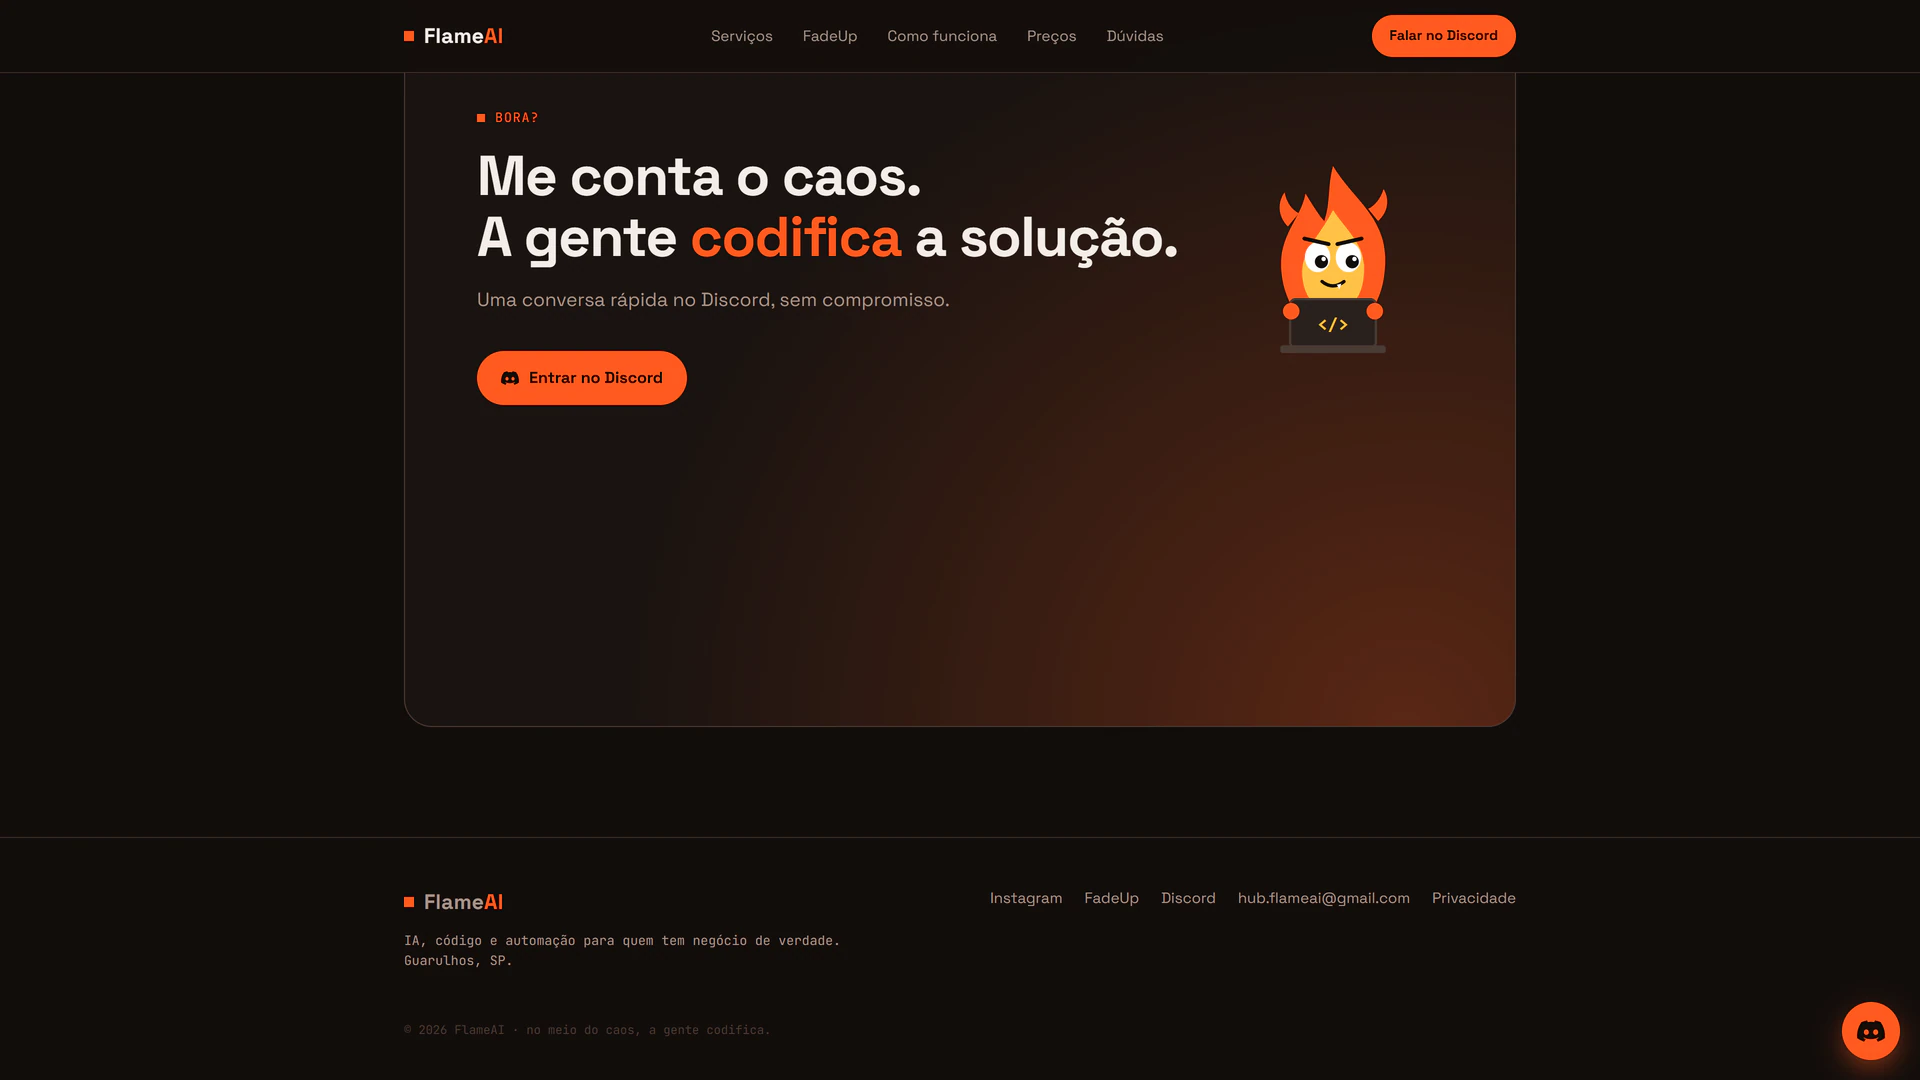 FlameAI
Serviços
FadeUp
Como funciona
Preços
Dúvidas
Falar no Discord
BORA?
Me conta o caos.
A gente codifica a solução.
Uma conversa rápida no Discord, sem compromisso.
</>
Entrar no Discord
FlameAI
Instagram
FadeUp
Discord
hub.flameai@gmail.com
Privacidade
IA, código e automação para quem tem negócio de verdade.
Guarulhos, SP.
© 2026 FlameAI · no meio do caos, a gente codifica.